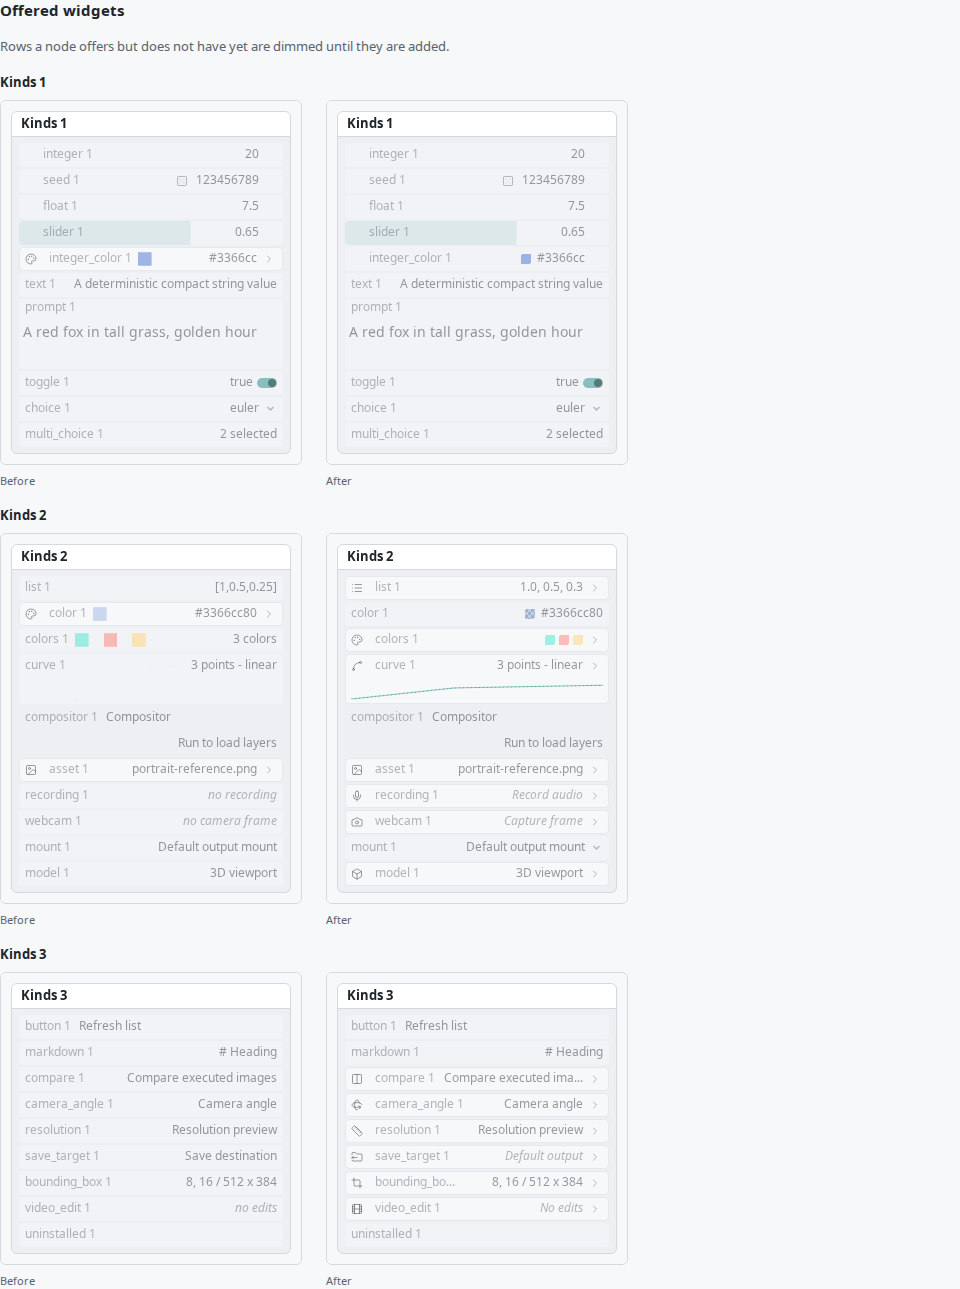 Offered widgets
Rows a node offers but does not have yet are dimmed until they are added.
Kinds 1
Kinds 1
integer 1 20
seed 1 123456789
float 1 7.5
slider 1 0.65
integer_color 1 #3366cc
text 1 A deterministic compact string value
prompt 1
A red fox in tall grass, golden hour
toggle 1 true
choice 1 euler
multi_choice 1 2 selected
Before
Kinds 1
integer 1 20
seed 1 123456789
float 1 7.5
slider 1 0.65
integer_color 1 #3366cc
text 1 A deterministic compact string value
prompt 1
A red fox in tall grass, golden hour
toggle 1 true
choice 1 euler
multi_choice 1 2 selected
After
Kinds 2
Kinds 2
list 1 [1,0.5,0.25]
color 1 #3366cc80
colors 1 3 colors
curve 1 3 points - linear
compositor 1 Compositor
Run to load layers
asset 1 portrait-reference.png
recording 1 no recording
webcam 1 no camera frame
mount 1 Default output mount
model 1 3D viewport
Before
Kinds 2
list 1 1.0, 0.5, 0.3
color 1 #3366cc80
colors 1
curve 1 3 points - linear
compositor 1 Compositor
Run to load layers
asset 1 portrait-reference.png
recording 1 Record audio
webcam 1 Capture frame
mount 1 Default output mount
model 1 3D viewport
After
Kinds 3
Kinds 3
button 1 Refresh list
markdown 1 # Heading
compare 1 Compare executed images
camera_angle 1 Camera angle
resolution 1 Resolution preview
save_target 1 Save destination
bounding_box 1 8, 16 / 512 x 384
video_edit 1 no edits
uninstalled 1
Before
Kinds 3
button 1 Refresh list
markdown 1 # Heading
compare 1 Compare executed ima...
camera_angle 1 Camera angle
resolution 1 Resolution preview
save_target 1 Default output
bounding_bo... 8, 16 / 512 x 384
video_edit 1 No edits
uninstalled 1
After